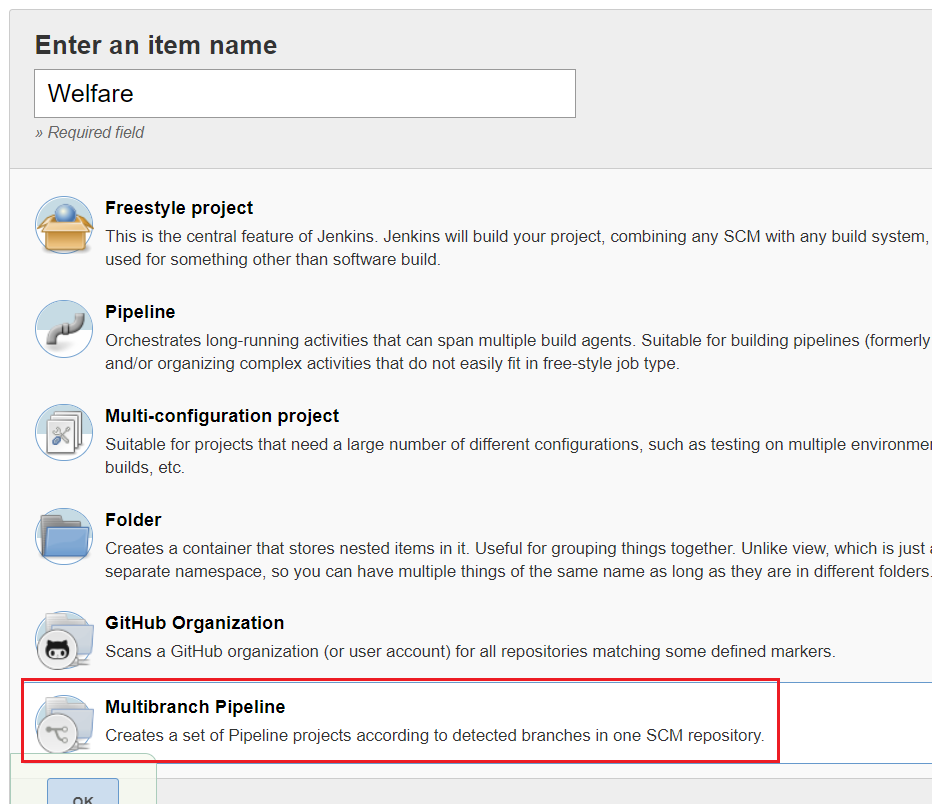 Enter an item name
Welfare
» Required field
Freestyle project
This is the central feature of Jenkins. Jenkins will build your project, combining any SCM with any build system,
used for something other than software build.
Pipeline
Orchestrates long-running activities that can span multiple build agents. Suitable for building pipelines (formerly
and/or organizing complex activities that do not easily fit in free-style job type.
Multi-configuration project
Suitable for projects that need a large number of different configurations, such as testing on multiple
builds, etc.
Folder
Creates a container that stores nested items in it. Useful for grouping things together. Unlike view, which is just
separate namespace, so you can have multiple things of the same name as long as they are in different folders.
GitHub Organization
Scans a GitHub organization (or user account) for all repositories matching some defined markers.
Multibranch Pipeline
Creates a set of Pipeline projects according to detected branches in one SCM repository.
OK